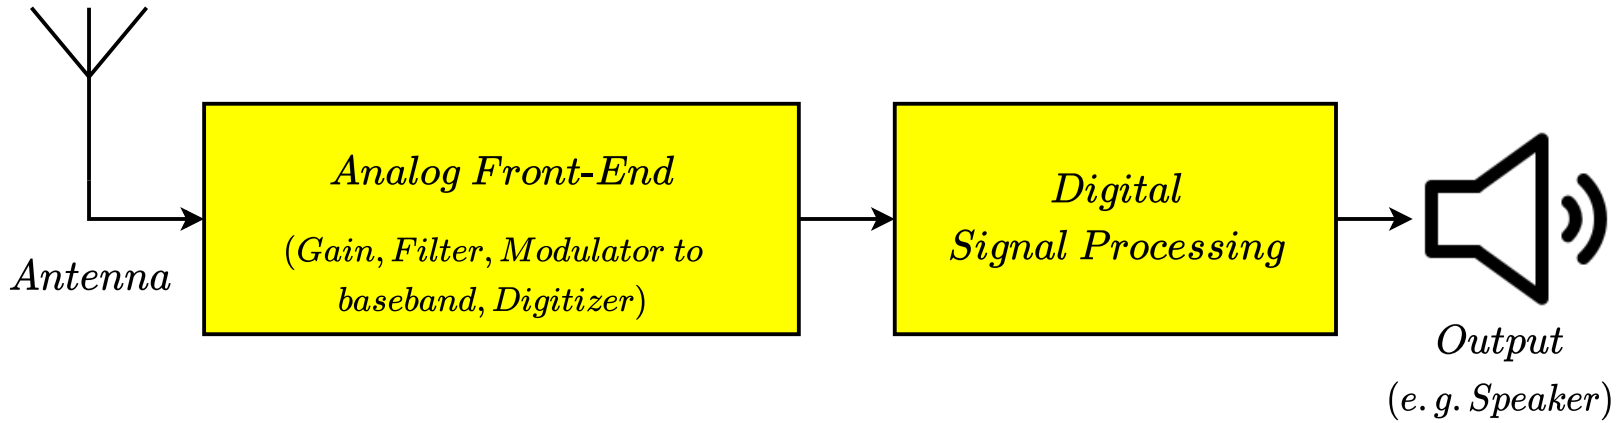 Antenna
Analog Front-End
(Gain, Filter, Modulator to
baseband, Digitizer)
Digital
Signal Processing
Output
(e.g. Speaker)